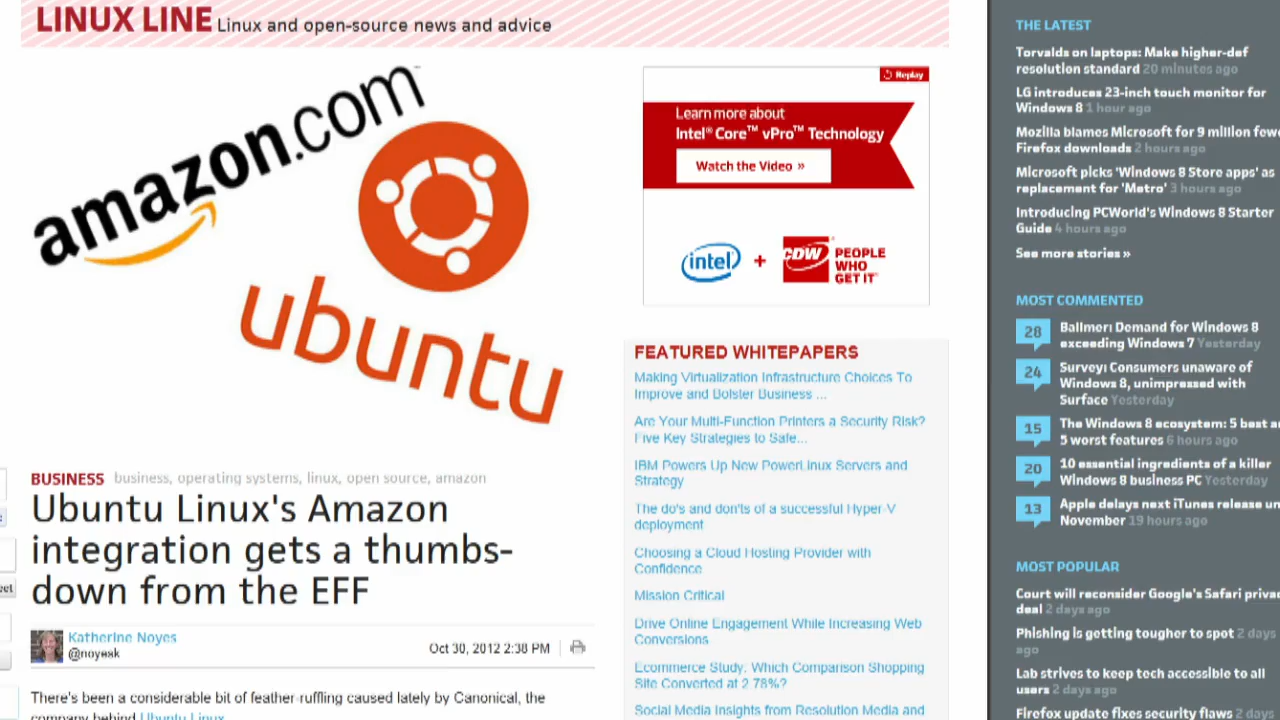 LINUX LINE Linux and open-source news and advice
amazon.com
ubuntu
BUSINESS business, operating systems, linux, open source, amazon
Ubuntu Linux's Amazon
integration gets a thumbs-
down from the EFF
Katherine Noyes
@noyesk
Oct 30, 2012 2:38 PM
There's been a considerable bit of feather-ruffling caused lately by Canonical, the
company behind Ubuntu Linux
eet
Replay
Learn more about
Intel® Core™ vPro™ Technology
Watch the Video »
intel + CDW PEOPLE
WHO
GET IT
FEATURED WHITEPAPERS
Making Virtualization Infrastructure Choices To
Improve and Bolster Business ...
Are Your Multi-Function Printers a Security Risk?
Five Key Strategies to Safe...
IBM Powers Up New PowerLinux Servers and
Strategy
The do's and don'ts of a successful Hyper-V
deployment
Choosing a Cloud Hosting Provider with
Confidence
Mission Critical
Drive Online Engagement While Increasing Web
Conversions
Ecommerce Study: Which Comparison Shopping
Site Converted at 2.78%?
Social Media Insights from Resolution Media and
THE LATEST
Torvalds on laptops: Make higher-def
resolution standard 20 minutes ago
LG introduces 23-inch touch monitor for
Windows 8 1 hour ago
Mozilla blames Microsoft for 9 million fewe
Firefox downloads 2 hours ago
Microsoft picks 'Windows 8 Store apps' as
replacement for 'Metro' 3 hours ago
Introducing PCWorld's Windows 8 Starter
Guide 4 hours ago
See more stories »
MOST COMMENTED
28 Ballmer: Demand for Windows 8
exceeding Windows 7 Yesterday
24 Survey: Consumers unaware of
Windows 8, unimpressed with
Surface Yesterday
15 The Windows 8 ecosystem: 5 best a
5 worst features 6 hours ago
20 10 essential ingredients of a killer
Windows 8 business PC Yesterday
13 Apple delays next iTunes release un
November 19 hours ago
MOST POPULAR
Court will reconsider Google's Safari priva
deal 2 days ago
Phishing is getting tougher to spot 2 days
ago
Lab strives to keep tech accessible to all
users 2 days ago
Firefox update fixes security flaws 2 days